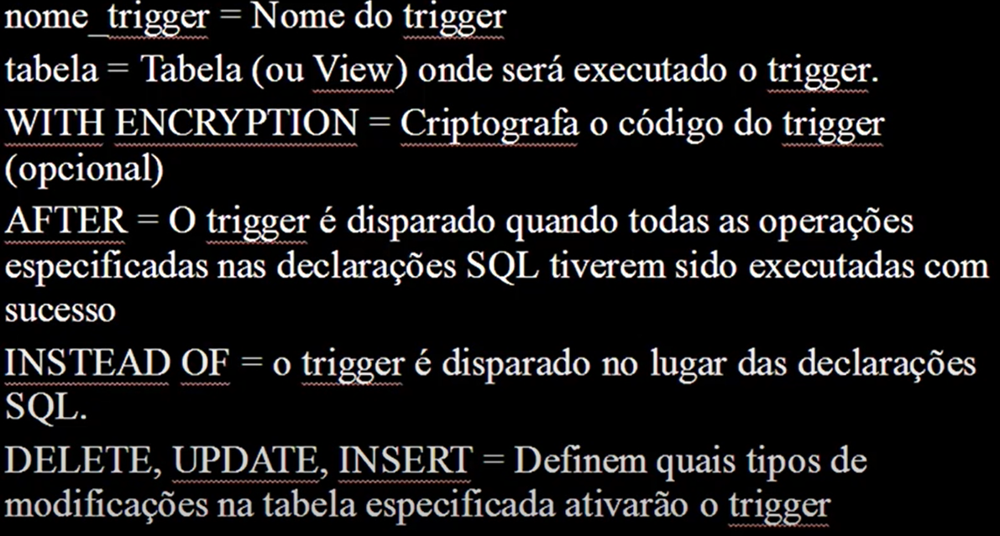 nome_trigger = Nome do trigger
tabela = Tabela (ou View) onde será executado o trigger.
WITH ENCRYPTION = Criptografa o código do trigger
(opcional)
AFTER = O trigger é disparado quando todas as operações
especificadas nas declarações SQL tiverem sido executadas com
sucesso
INSTEAD OF = o trigger é disparado no lugar das declarações
SQL.
DELETE, UPDATE, INSERT = Definem quais tipos de
modificações na tabela especificada ativarão o trigger